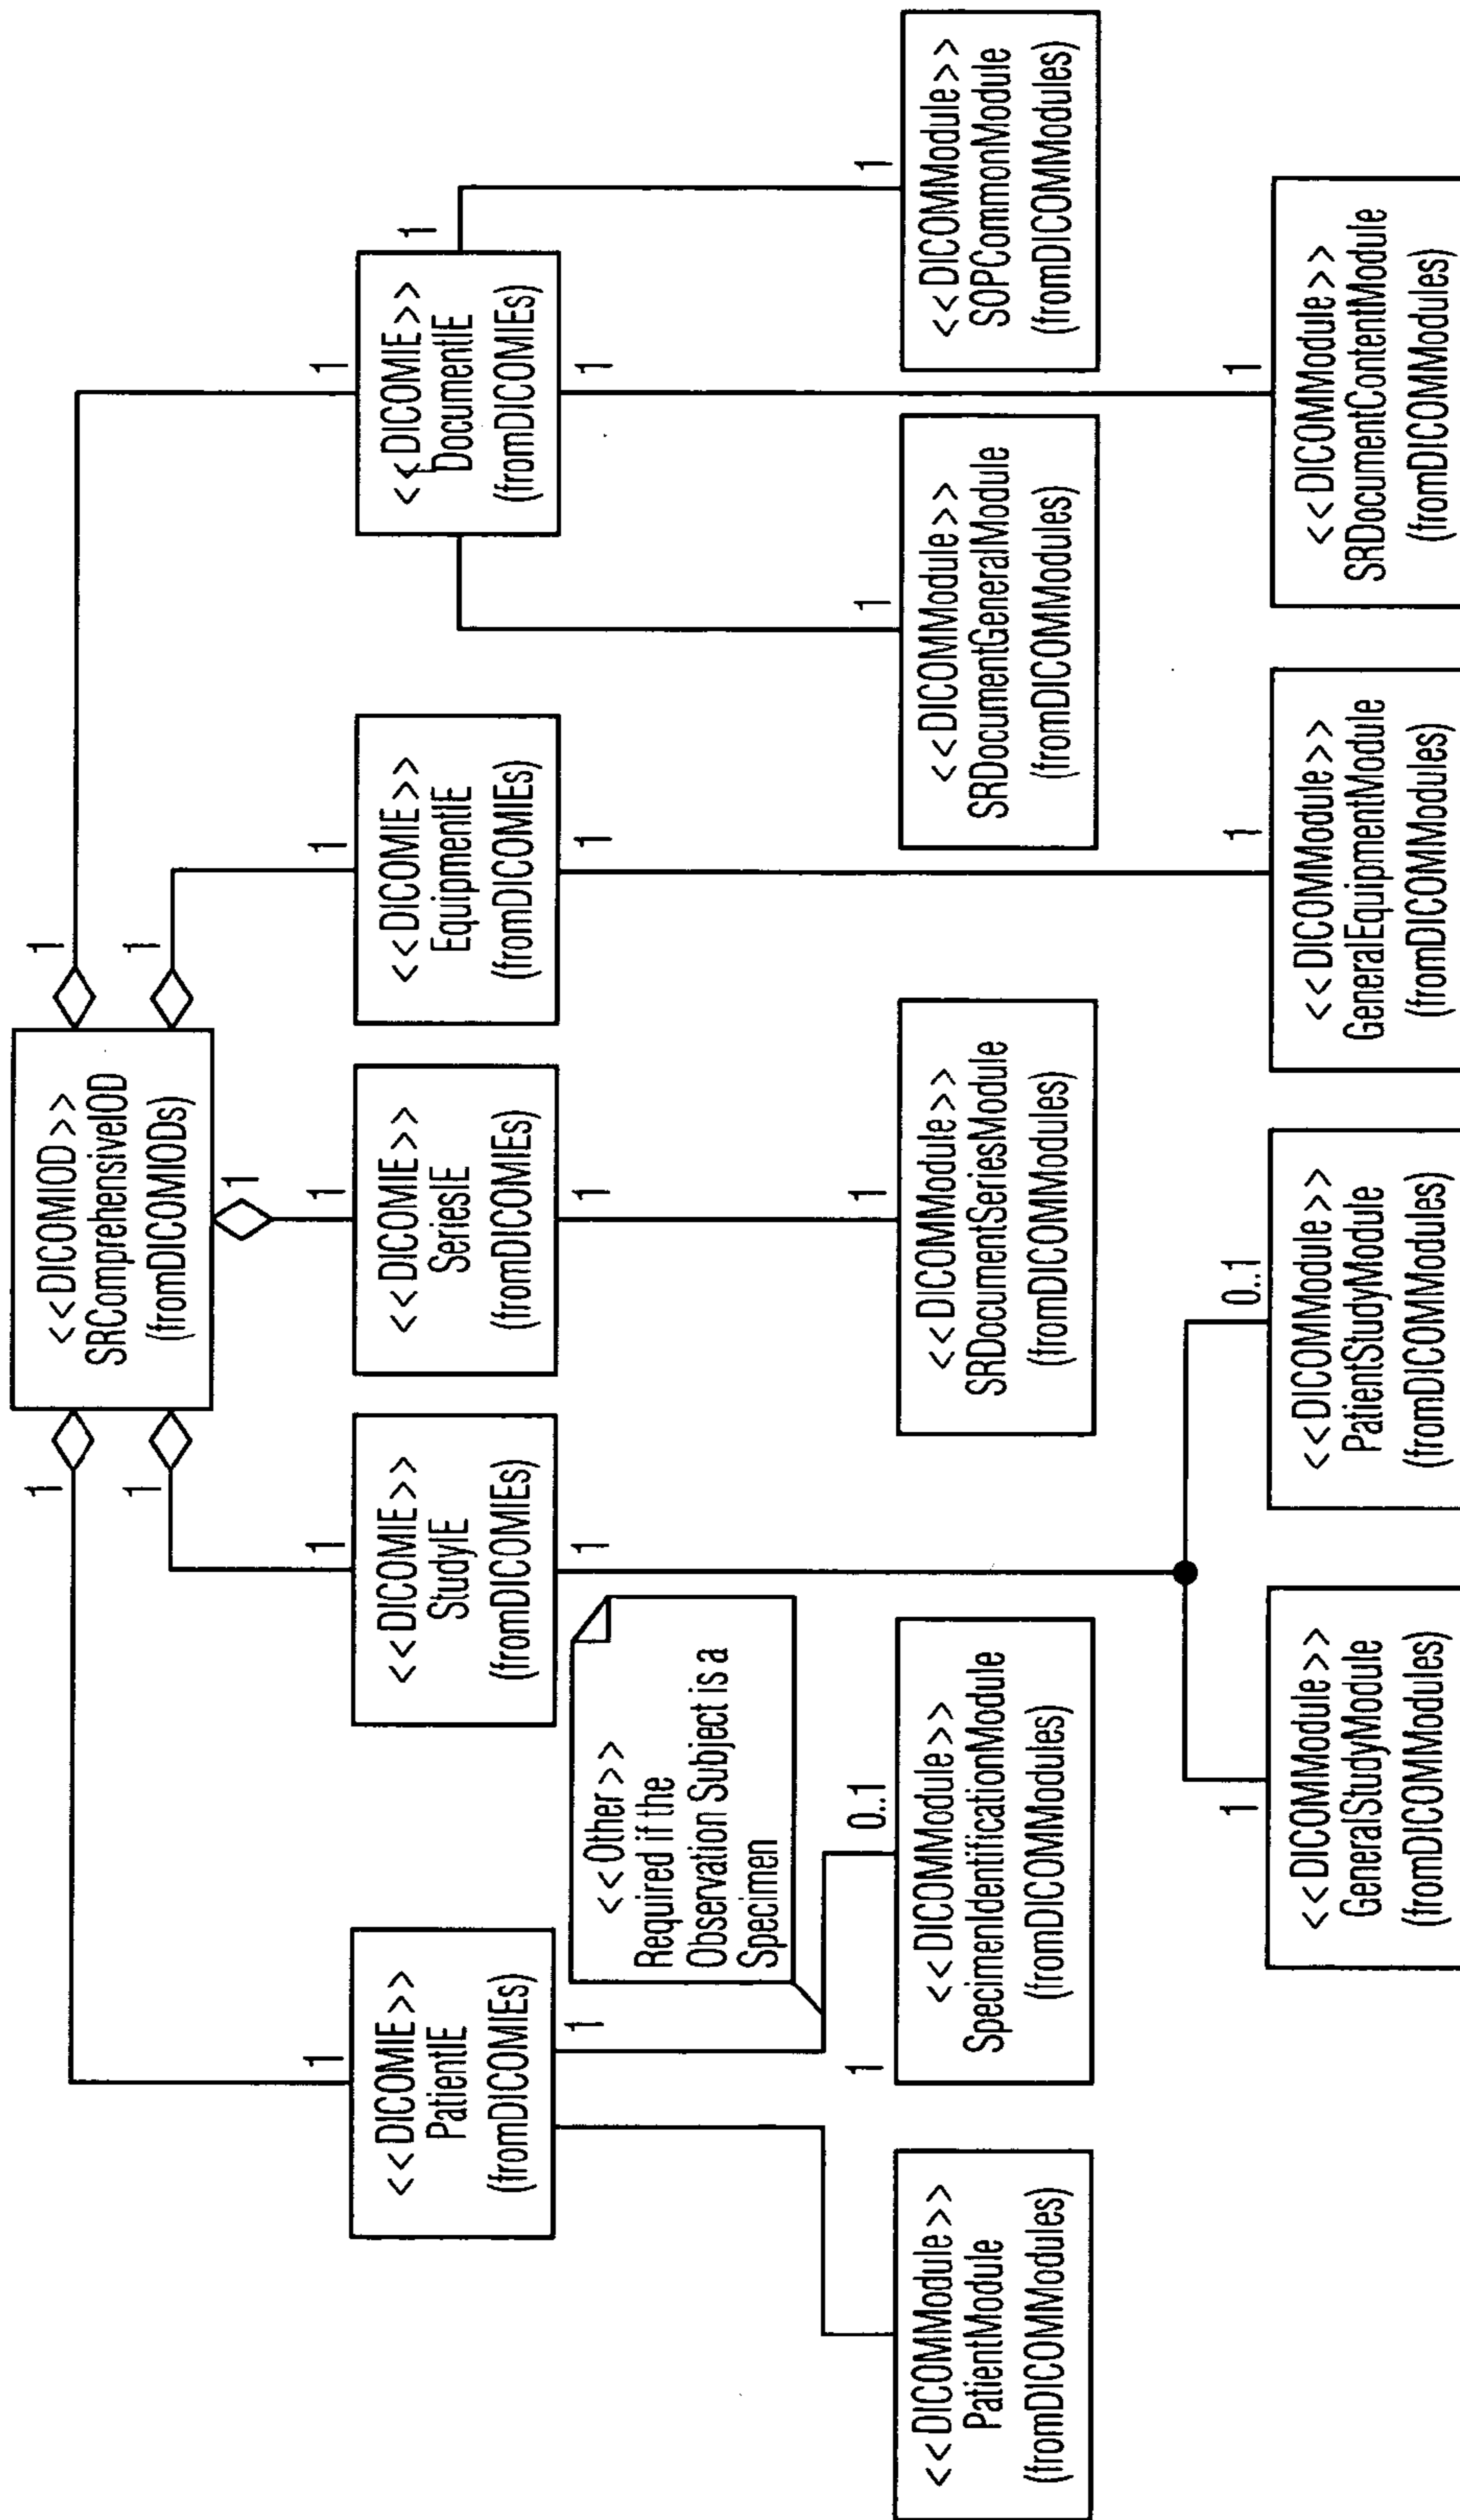 <<DICOMIOD>>
SRComprehensiveIOD
(fromDICOMIODs)
1
1
1
1
1
1
1
1
1
1
<<DICOMIE>>
PatientIE
(fromDICOMIEs)
<<DICOMIE>>
StudyIE
(fromDICOMIEs)
<<DICOMIE>>
SeriesIE
(fromDICOMIEs)
<<DICOMIE>>
EquipmentIE
(fromDICOMIEs)
<<DICOMIE>>
DocumentIE
(fromDICOMIEs)
1
1
1
1
1
1
<<Other>>
Required if the
Observation Subject is a
Specimen
1
0..1
1
1
1
<<DICOMModule>>
PatientModule
(fromDICOMModules)
<<DICOMModule>>
SpecimenIdentificationModule
(fromDICOMModules)
<<DICOMModule>>
SRDocumentSeriesModule
(fromDICOMModules)
<<DICOMModule>>
SRDocumentGeneralModule
(fromDICOMModules)
<<DICOMModule>>
SOPCommonModule
(fromDICOMModules)
1
0..1
1
1
<<DICOMModule>>
GeneralStudyModule
(fromDICOMModules)
<<DICOMModule>>
PatientStudyModule
(fromDICOMModules)
<<DICOMModule>>
GeneralEquipmentModule
(fromDICOMModules)
<<DICOMModule>>
SRDocumentContentModule
(fromDICOMModules)